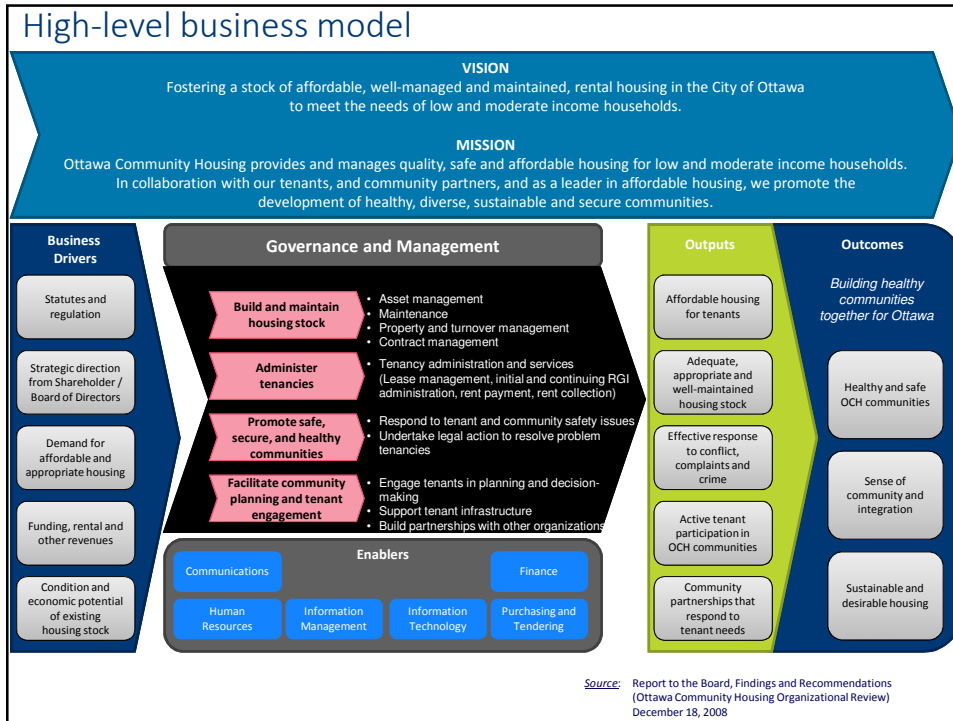 High-level business model
VISION
Fostering a stock of affordable, well-managed and maintained, rental housing in the City of Ottawa
to meet the needs of low and moderate income households.
MISSION
Ottawa Community Housing provides and manages quality, safe and affordable housing for low and moderate income households.
In collaboration with our tenants, and community partners, and as a leader in affordable housing, we promote the
development of healthy, diverse, sustainable and secure communities.
Business
Drivers
Statutes and
regulation
Strategic direction
from Shareholder /
Board of Directors
Demand for
affordable and
appropriate housing
Funding, rental and
other revenues
Condition and
economic potential
of existing
housing stock
Governance and Management
Build and maintain
housing stock
• Asset management
• Maintenance
• Property and turnover management
• Contract management
Administer
tenancies
• Tenancy administration and services
(Lease management, initial and continuing RGI
administration, rent payment, rent collection)
Promote safe,
secure, and healthy
communities
• Respond to tenant and community safety issues
• Undertake legal action to resolve problem
tenancies
Facilitate community
planning and tenant
engagement
• Engage tenants in planning and decision-
making
• Support tenant infrastructure
• Build partnerships with other organizations
Enablers
Communications
Finance
Human
Resources
Information
Management
Information
Technology
Purchasing and
Tendering
Outputs
Affordable housing
for tenants
Adequate,
appropriate and
well-maintained
housing stock
Effective response
to conflict,
complaints and
crime
Active tenant
participation in
OCH communities
Community
partnerships that
respond to
tenant needs
Outcomes
Building healthy
communities
together for Ottawa
Healthy and safe
OCH communities
Sense of
community and
integration
Sustainable and
desirable housing
Source: Report to the Board, Findings and Recommendations
(Ottawa Community Housing Organizational Review)
December 18, 2008